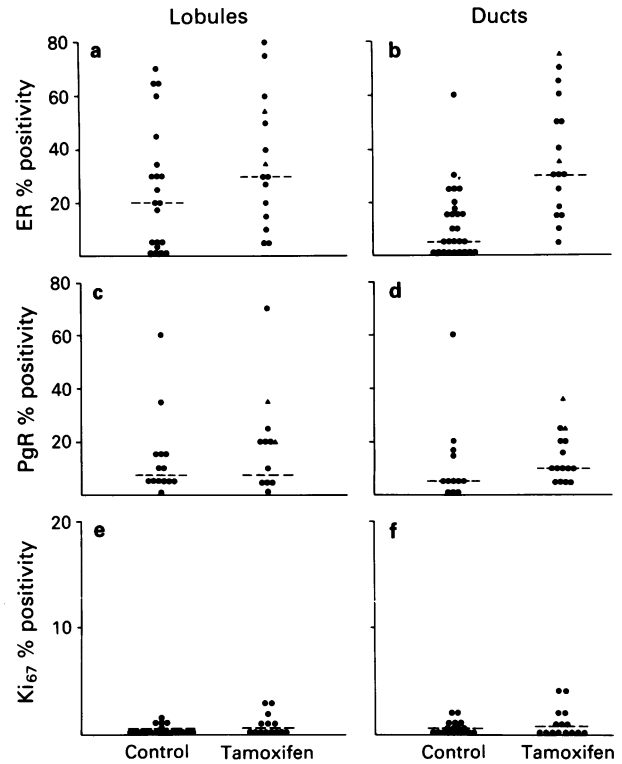 Lobules Ducts
a b
ER % positivity
80
60
40
20
c d
PgR % positivity
80
60
40
20
e f
Ki67 % positivity
20
10
Control Tamoxifen Control Tamoxifen